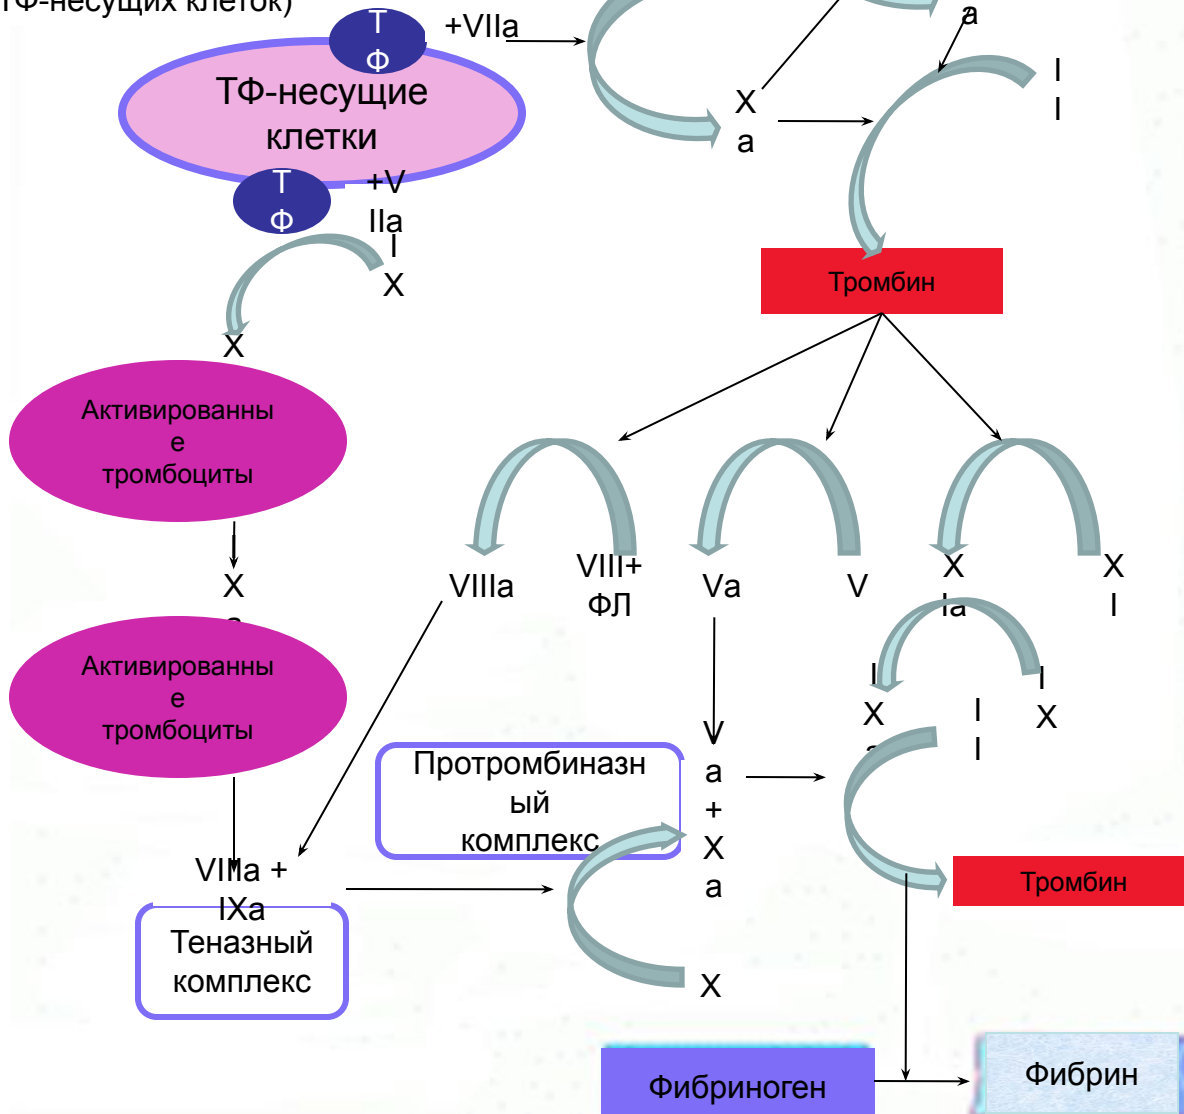 ТФ-несущих клеток)
Т
Ф
+VIIa
a
ТФ-несущие
клетки
X
a
I
I
Т
Ф
+V
IIa
I
X
Тромбин
X
Активированны
е
тромбоциты
X
VIIIa
VIII+
ФЛ
Va
V
X
Ia
X
I
Активированны
е
тромбоциты
I
X
I
I
I
X
Протромбиназн
ый
комплекс
V
a
+
X
a
VIIIa +
IXa
Тромбин
Теназный
комплекс
X
Фибриноген
Фибрин